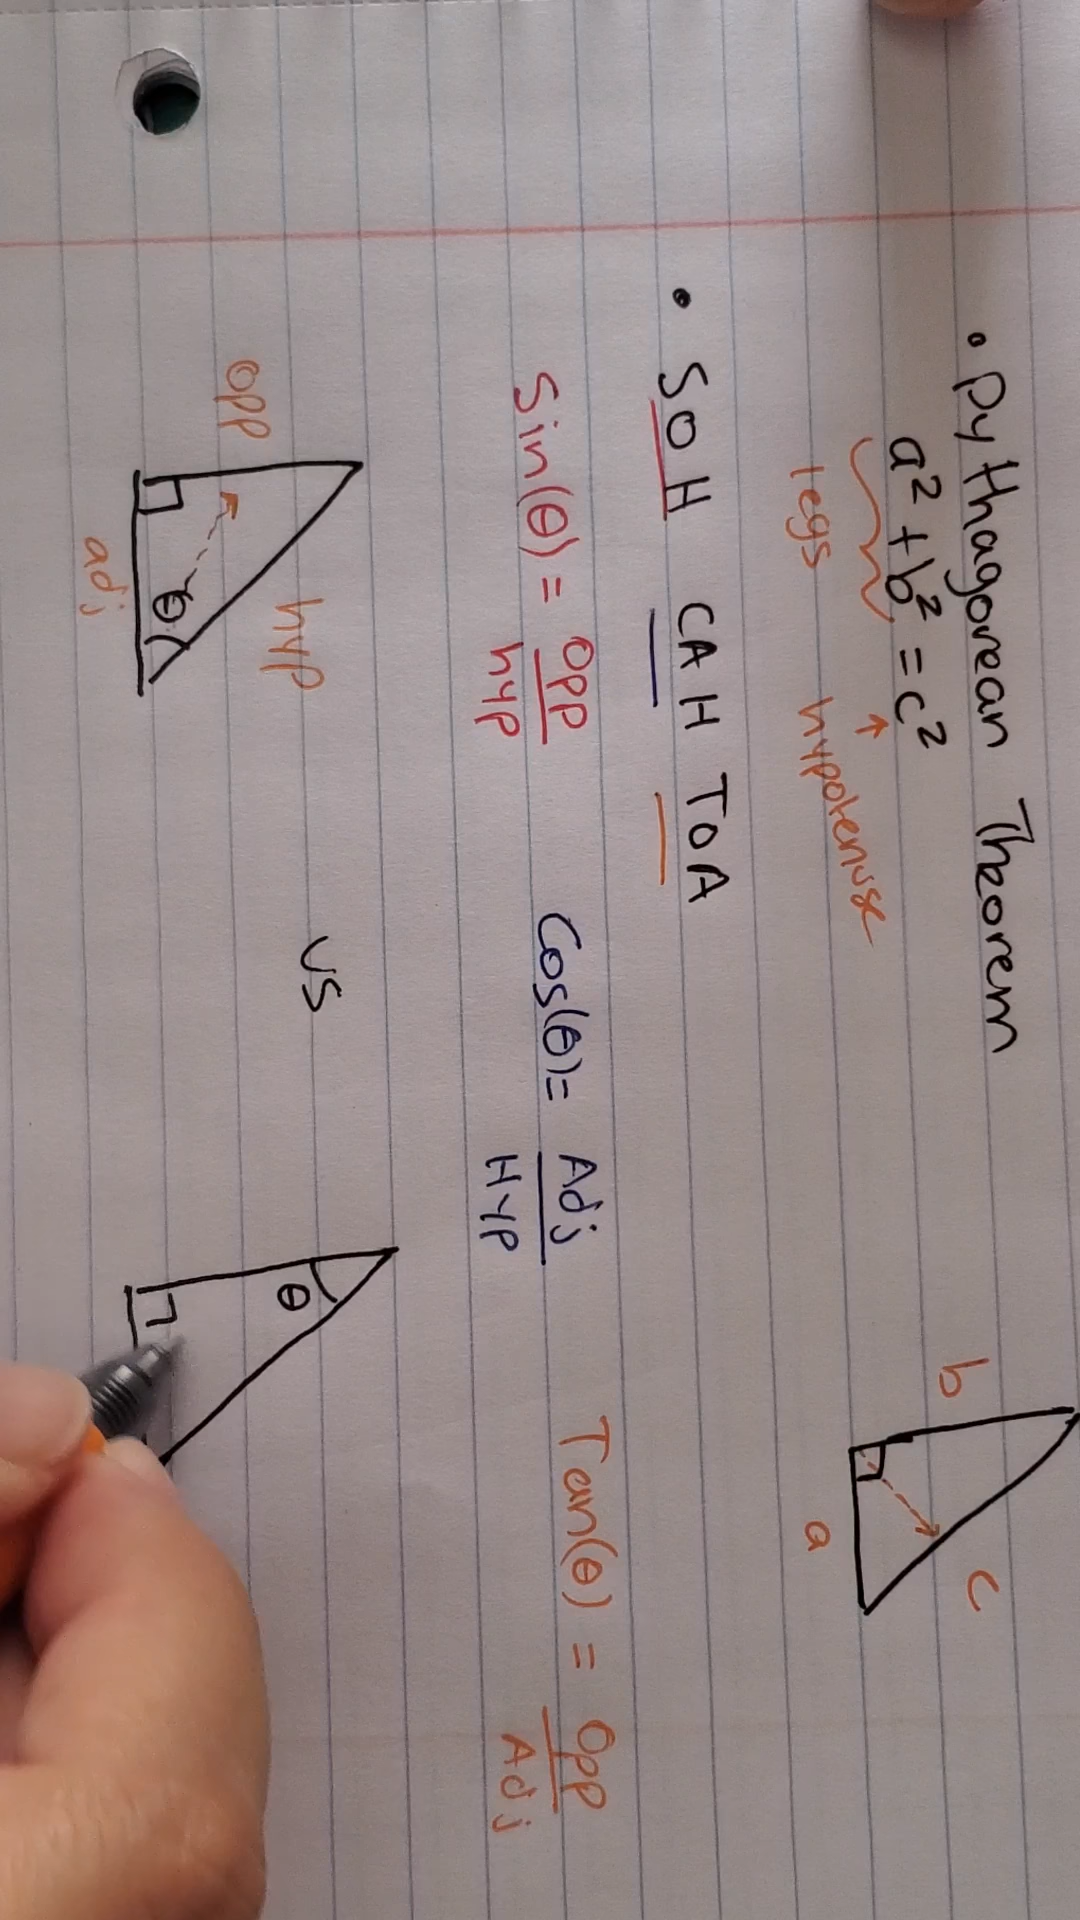 • Pythagorean Theorem
a² + b² = c²
legs hypotenuse
b c
a
• SOH CAH TOA
Sin(θ) = opp/hyp Cos(θ) = Adj/Hyp Tan(θ) = Opp/Adj
opp hyp
θ
adj
vs
θ